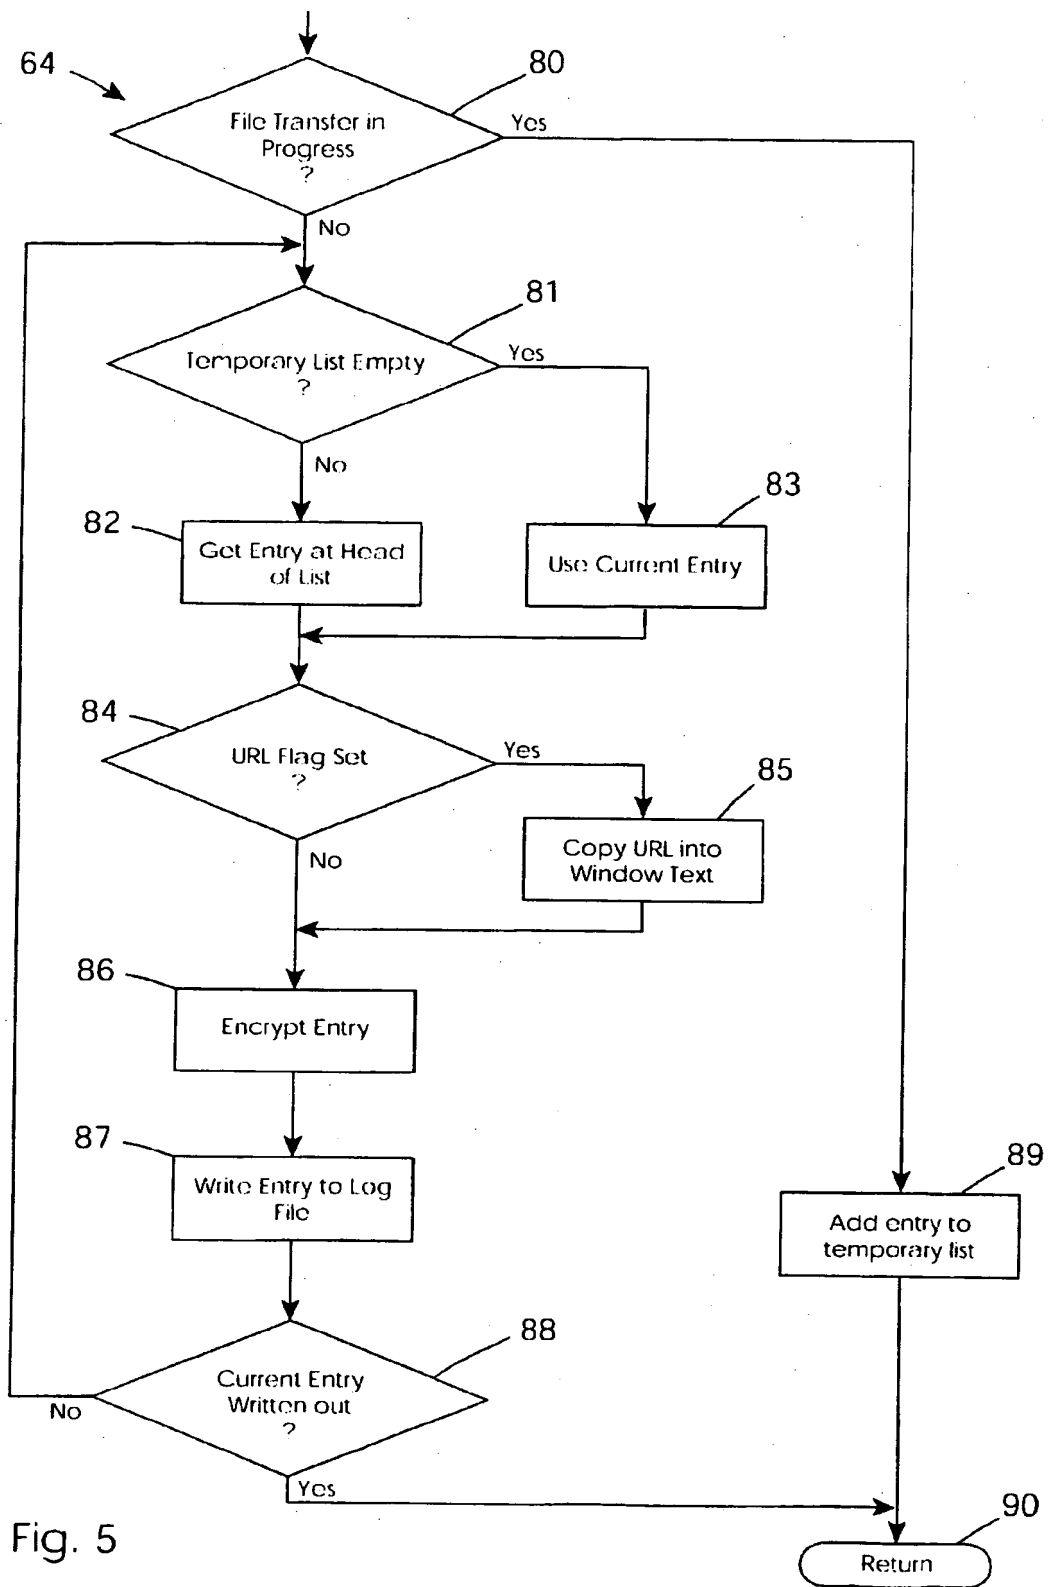 64
80
File Transfer in
Progress
?
Yes
No
81
Temporary List Empty
?
Yes
No
82
Get Entry at Head
of List
83
Use Current Entry
84
URL Flag Set
?
Yes
No
85
Copy URL into
Window Text
86
Encrypt Entry
87
Write Entry to Log
File
89
Add entry to
temporary list
88
Current Entry
Written out
?
No
Yes
90
Return
Fig. 5